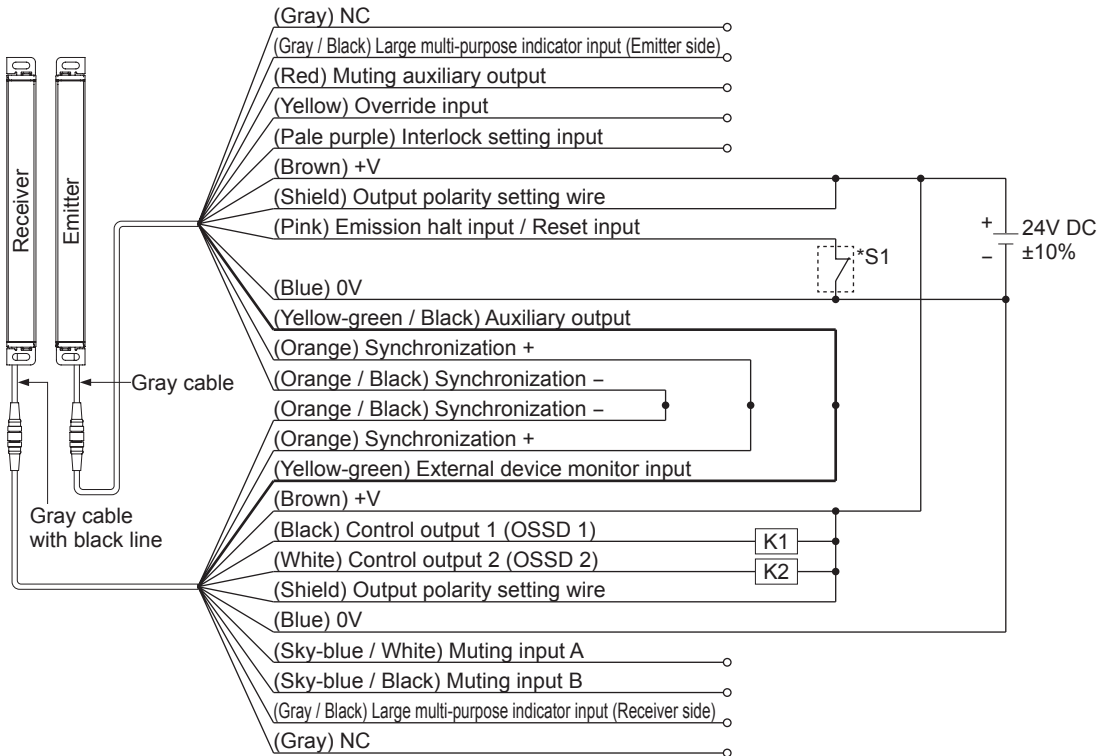 (Gray) NC
(Gray / Black) Large multi-purpose indicator input (Emitter side)
(Red) Muting auxiliary output
(Yellow) Override input
(Pale purple) Interlock setting input
(Brown) +V
(Shield) Output polarity setting wire
(Pink) Emission halt input / Reset input
Receiver
Emitter
+
24V DC
±10%
−
*S1
(Blue) 0V
(Yellow-green / Black) Auxiliary output
(Orange) Synchronization +
(Orange / Black) Synchronization −
(Orange / Black) Synchronization −
(Orange) Synchronization +
(Yellow-green) External device monitor input
(Brown) +V
(Black) Control output 1 (OSSD 1)
K1
(White) Control output 2 (OSSD 2)
K2
(Shield) Output polarity setting wire
(Blue) 0V
(Sky-blue / White) Muting input A
(Sky-blue / Black) Muting input B
(Gray / Black) Large multi-purpose indicator input (Receiver side)
(Gray) NC
Gray cable
Gray cable
with black line